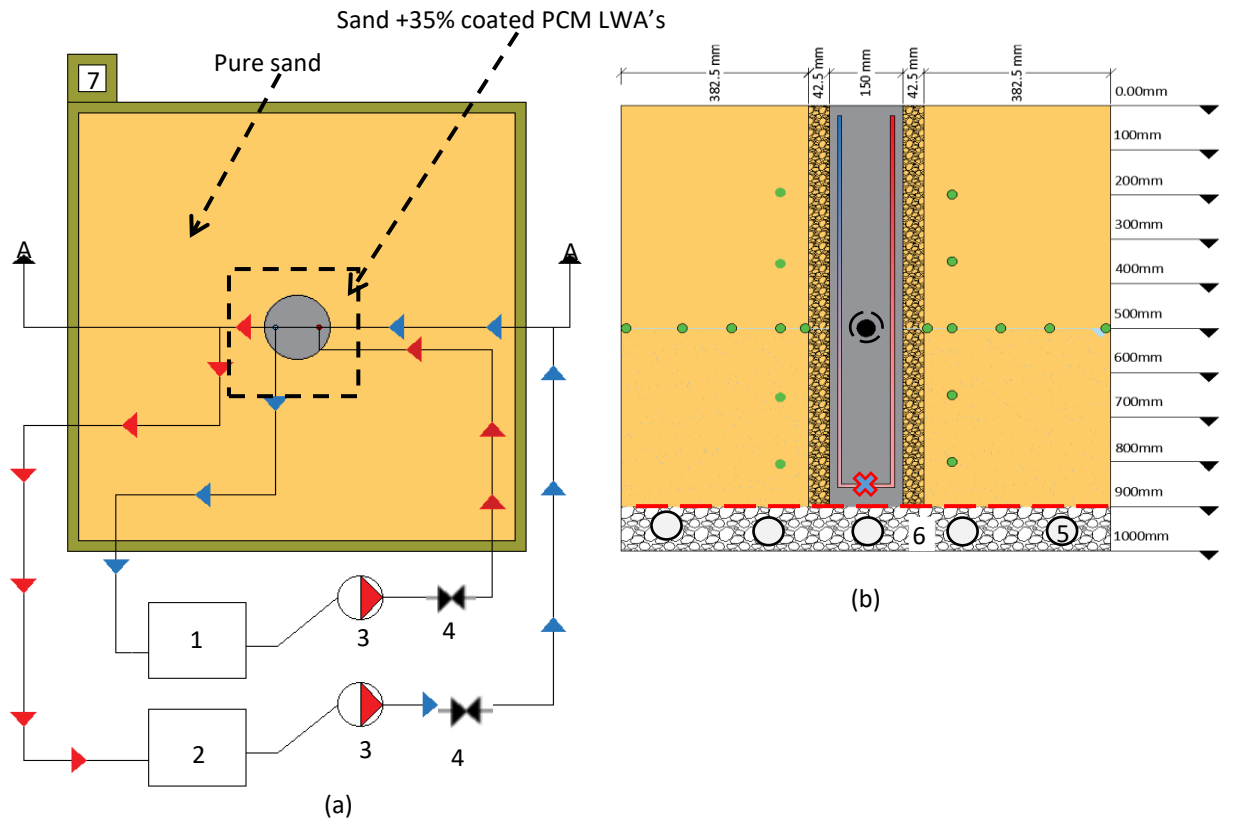 Sand +35% coated PCM LWA's
Pure sand
7
A
A
1
3
4
2
3
4
(a)
382.5 mm
42.5 mm
150 mm
42.5 mm
382.5 mm
0.00mm
100mm
200mm
300mm
400mm
500mm
600mm
700mm
800mm
900mm
1000mm
6
5
(b)